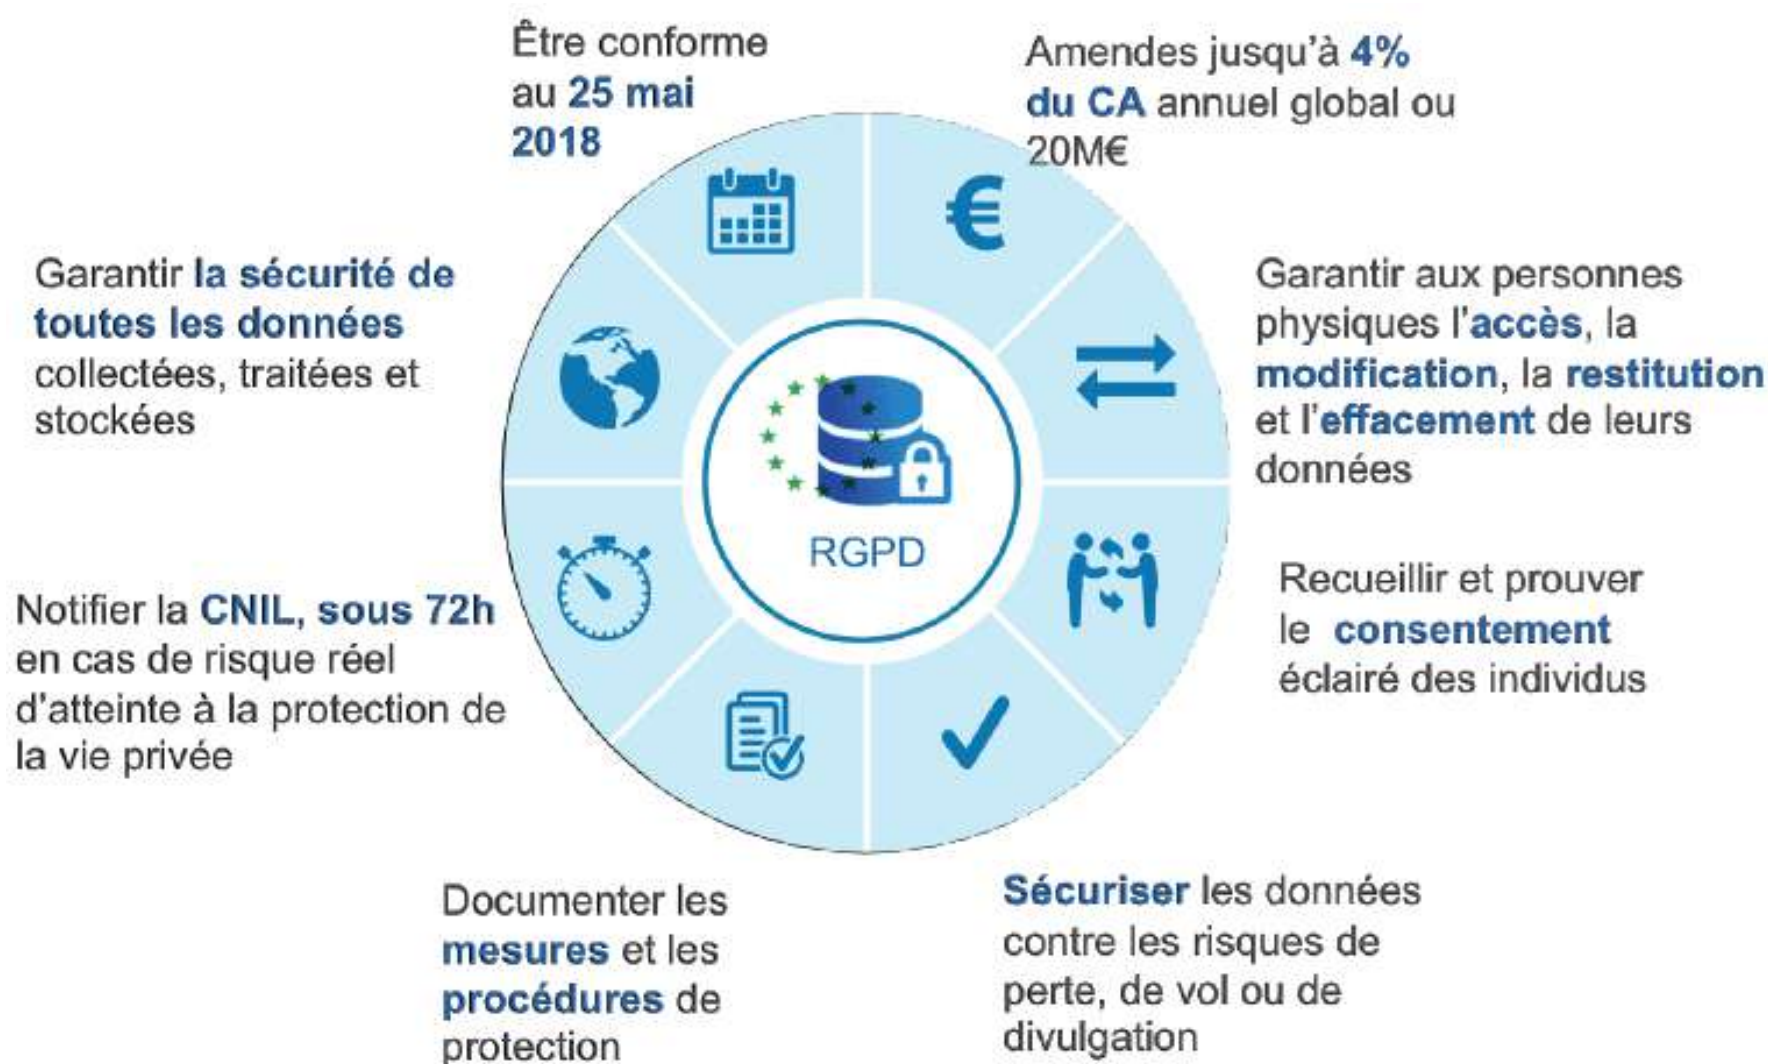 Être conforme
au 25 mai
2018
Amendes jusqu'à 4%
du CA annuel global ou
20M€
Garantir aux personnes
physiques l'accès, la
modification, la restitution
et l'effacement de leurs
données
Recueillir et prouver
le consentement
éclairé des individus
Sécuriser les données
contre les risques de
perte, de vol ou de
divulgation
Documenter les
mesures et les
procédures de
protection
Notifier la CNIL, sous 72h
en cas de risque réel
d'atteinte à la protection de
la vie privée
Garantir la sécurité de
toutes les données
collectées, traitées et
stockées
RGPD